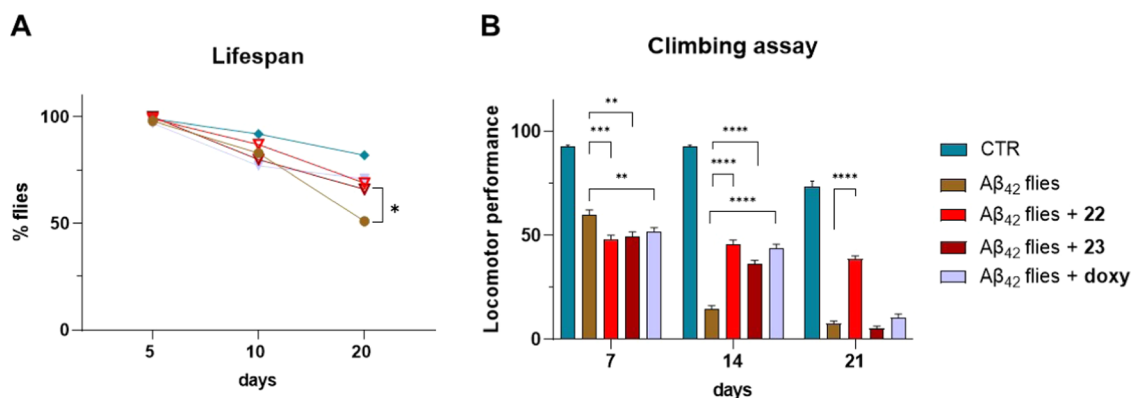 A
Lifespan
% flies
100
50
0
5
10
20
days
*
B
Climbing assay
Locomotor performance
100
50
0
7
14
21
days
**
***
**
****
****
****
****
CTR
Aβ₄₂ flies
Aβ₄₂ flies + 22
Aβ₄₂ flies + 23
Aβ₄₂ flies + doxy